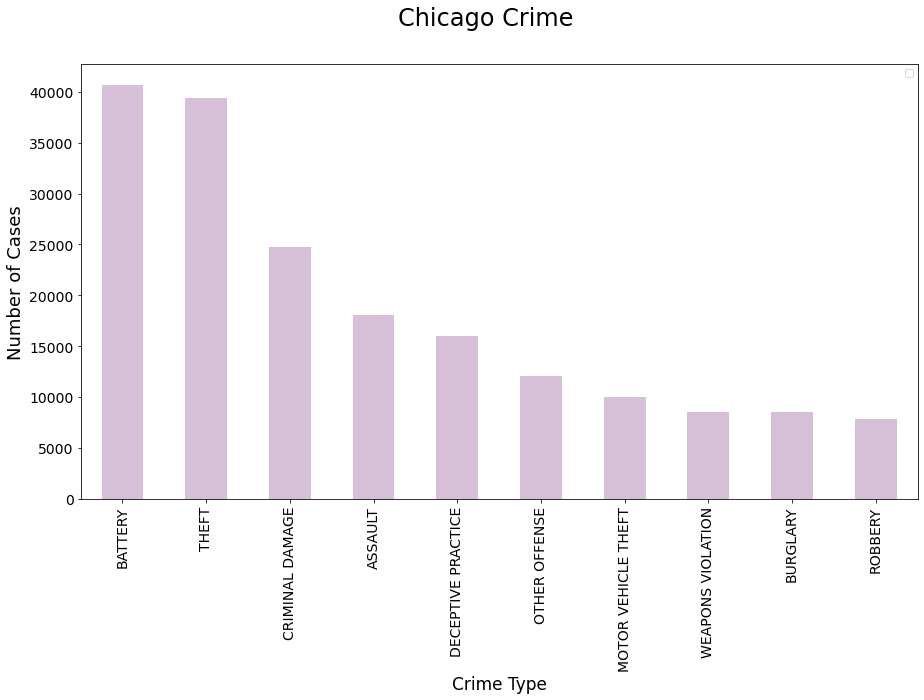 Chicago Crime
Number of Cases
40000
35000
30000
25000
20000
15000
10000
5000
0
BATTERY
THEFT
CRIMINAL DAMAGE
ASSAULT
DECEPTIVE PRACTICE
OTHER OFFENSE
MOTOR VEHICLE THEFT
WEAPONS VIOLATION
BURGLARY
ROBBERY
Crime Type